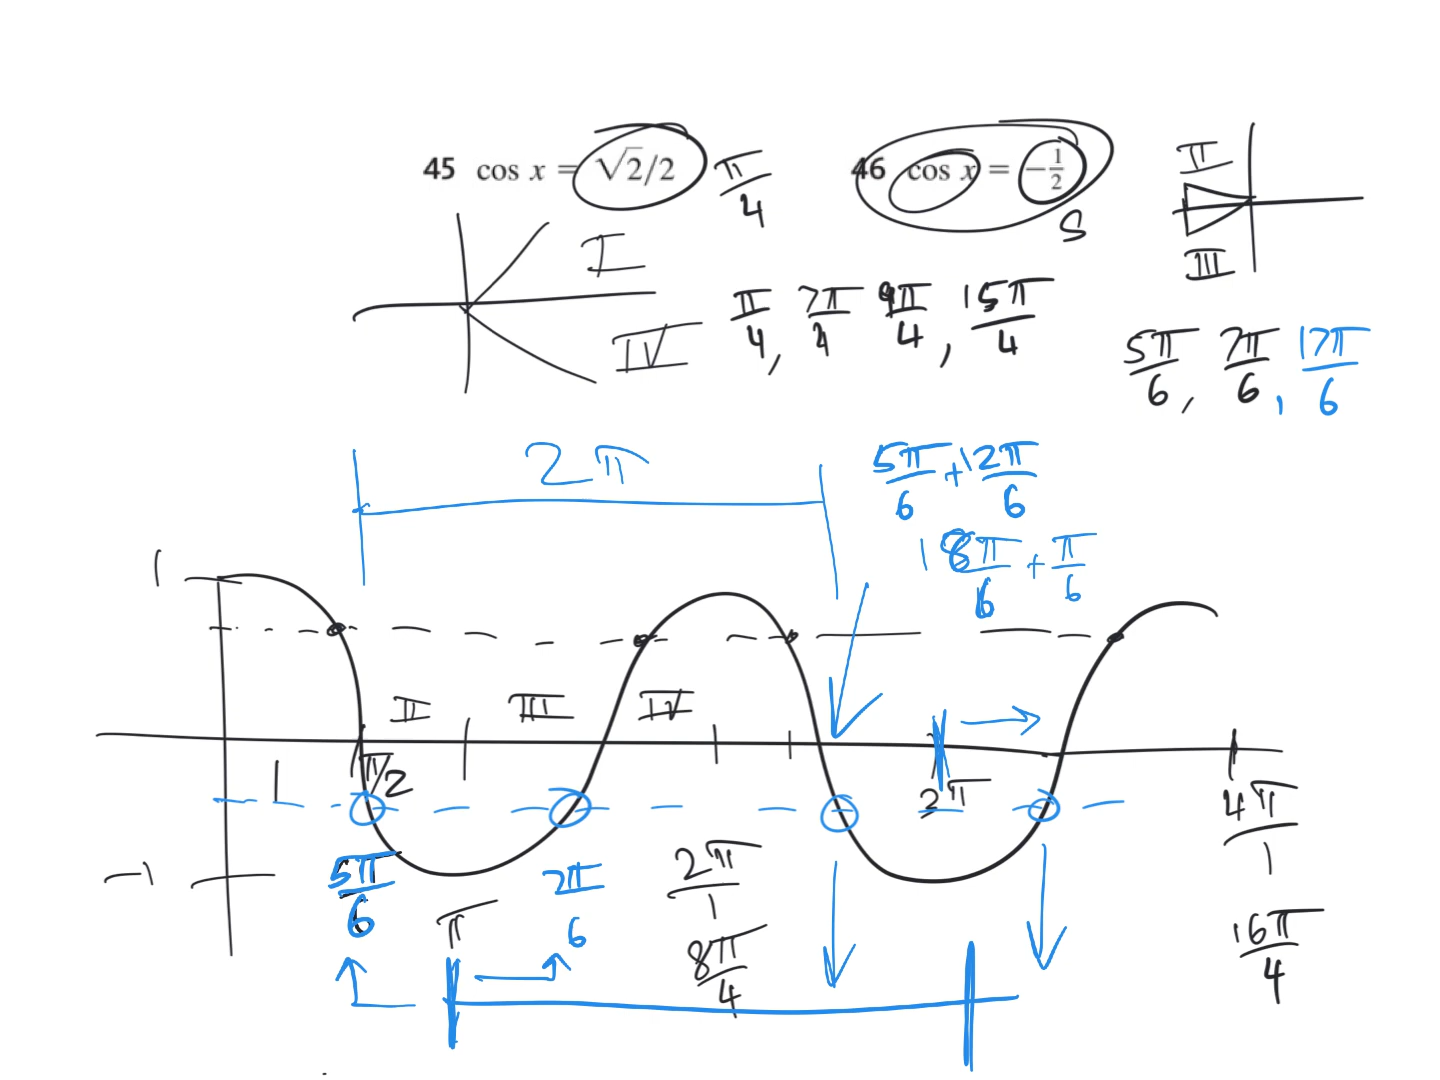 45 cos x = √2/2 π/4 46 cos x = -1/2 II
S
I III
IV π/4, 7π/4 9π/4, 15π/4 5π/6, 7π/6, 17π/6
2π 5π/6 + 12π/6
18π/6 + π/6
1
II III IV
π/2 2π 4π/1
1
-1 5π/6 7π/6 2π/1
π 8π/4 16π/4